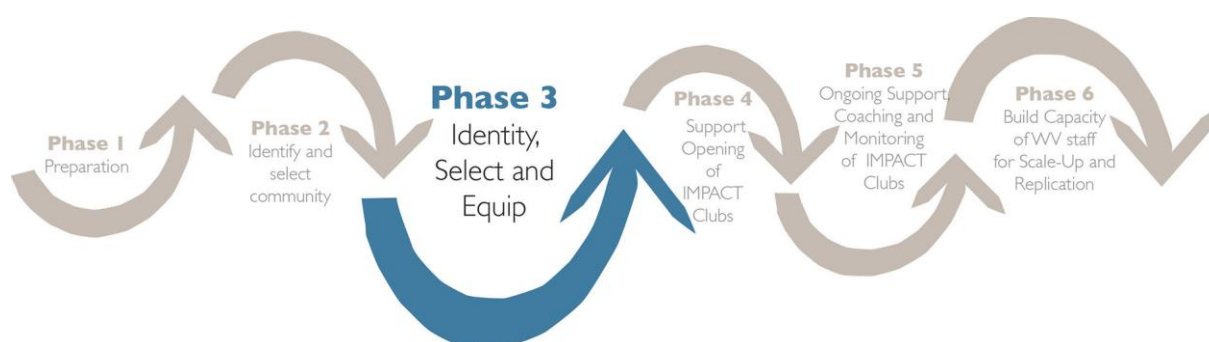 Phase 1
Preparation
Phase 2
Identify and
select
community
Phase 3
Identity,
Select and
Equip
Phase 4
Support
Opening
of
IMPACT
Clubs
Phase 5
Ongoing Support,
Coaching and
Monitoring
of IMPACT
Clubs
Phase 6
Build Capacity
of WV staff
for Scale-Up and
Replication